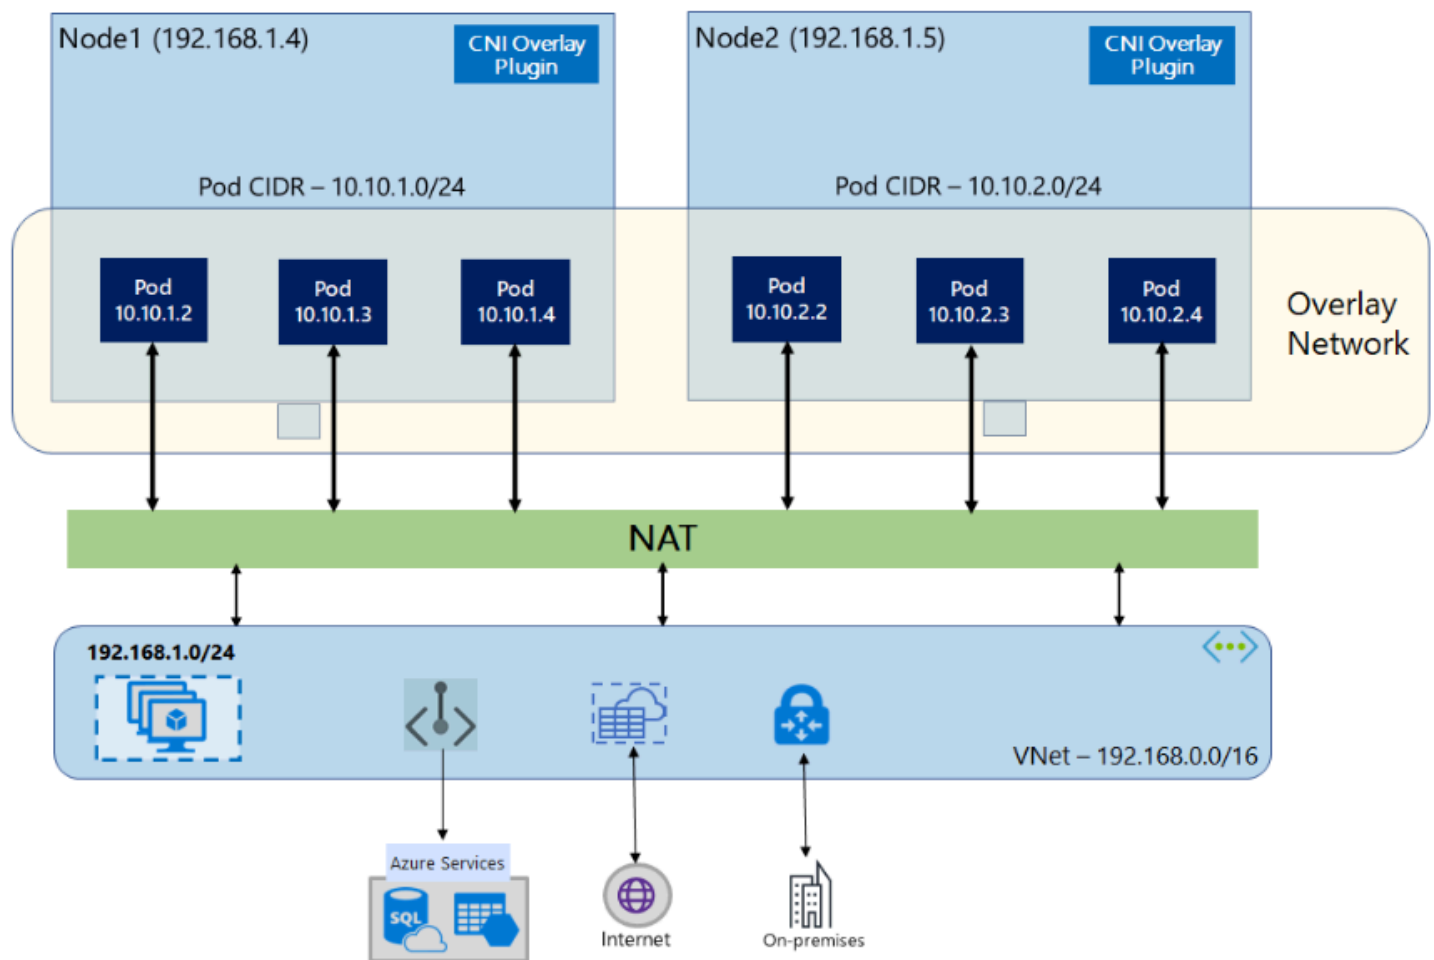 Node1 (192.168.1.4)
CNI Overlay
Plugin
Node2 (192.168.1.5)
CNI Overlay
Plugin
Pod CIDR – 10.10.1.0/24
Pod CIDR – 10.10.2.0/24
Pod
10.10.1.2
Pod
10.10.1.3
Pod
10.10.1.4
Pod
10.10.2.2
Pod
10.10.2.3
Pod
10.10.2.4
Overlay
Network
NAT
192.168.1.0/24
VNet – 192.168.0.0/16
Azure Services
SQL
Internet
On-premises